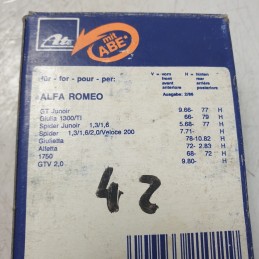 Ate
mit
ABE*
für - for - pour - per:
V = vorn H = hinten
front rear
avant arrière
anteriore posteriore
ALFA ROMEO
Ausgabe: 2/86
GT Junoir 9.66- 77 H
Giulia 1300/TI 66 - 79 H
Spider Junoir 1,3/1,6 5.68- 77 H
Spider 1,3/1,6/2,0/Veloce 200 7.71- H
Giulietta 78-10.82 H
Alfetta 72- 2.83 H
1750 68- 72 H
GTV 2,0 9.80- H
42